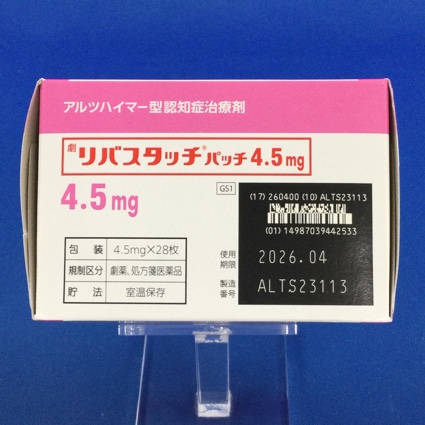 アルツハイマー型認知症治療剤
劇 リバスタッチ®パッチ 4.5mg
4.5mg
GS1
(17) 260400 (10) ALTS23113
(01) 14987039442533
包装 4.5mg×28枚
規制区分 劇薬、処方箋医薬品
貯法 室温保存
使用期限 2026.04
製造番号 ALTS23113